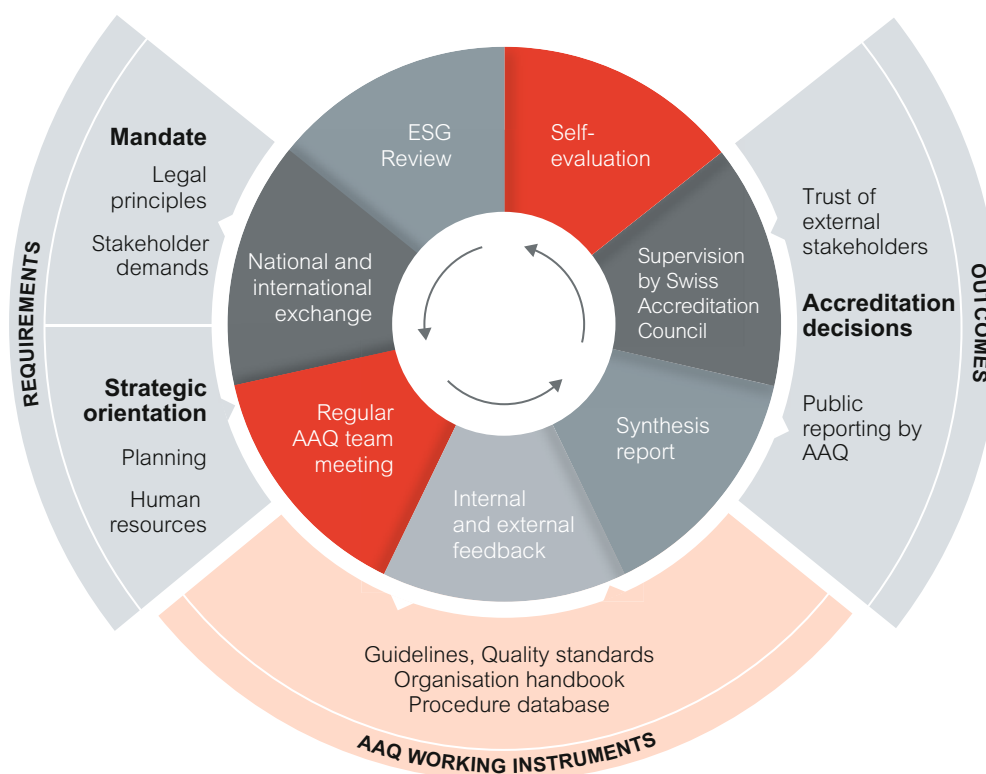 REQUIREMENTS
Mandate
Legal
principles
Stakeholder
demands
Strategic
orientation
Planning
Human
resources
ESG
Review
Self-
evaluation
National and
international
exchange
Supervision
by Swiss
Accreditation
Council
Regular
AAQ team
meeting
Synthesis
report
Internal
and external
feedback
Trust of
external
stakeholders
Accreditation
decisions
Public
reporting by
AAQ
OUTCOMES
Guidelines, Quality standards
Organisation handbook
Procedure database
AAQ WORKING INSTRUMENTS